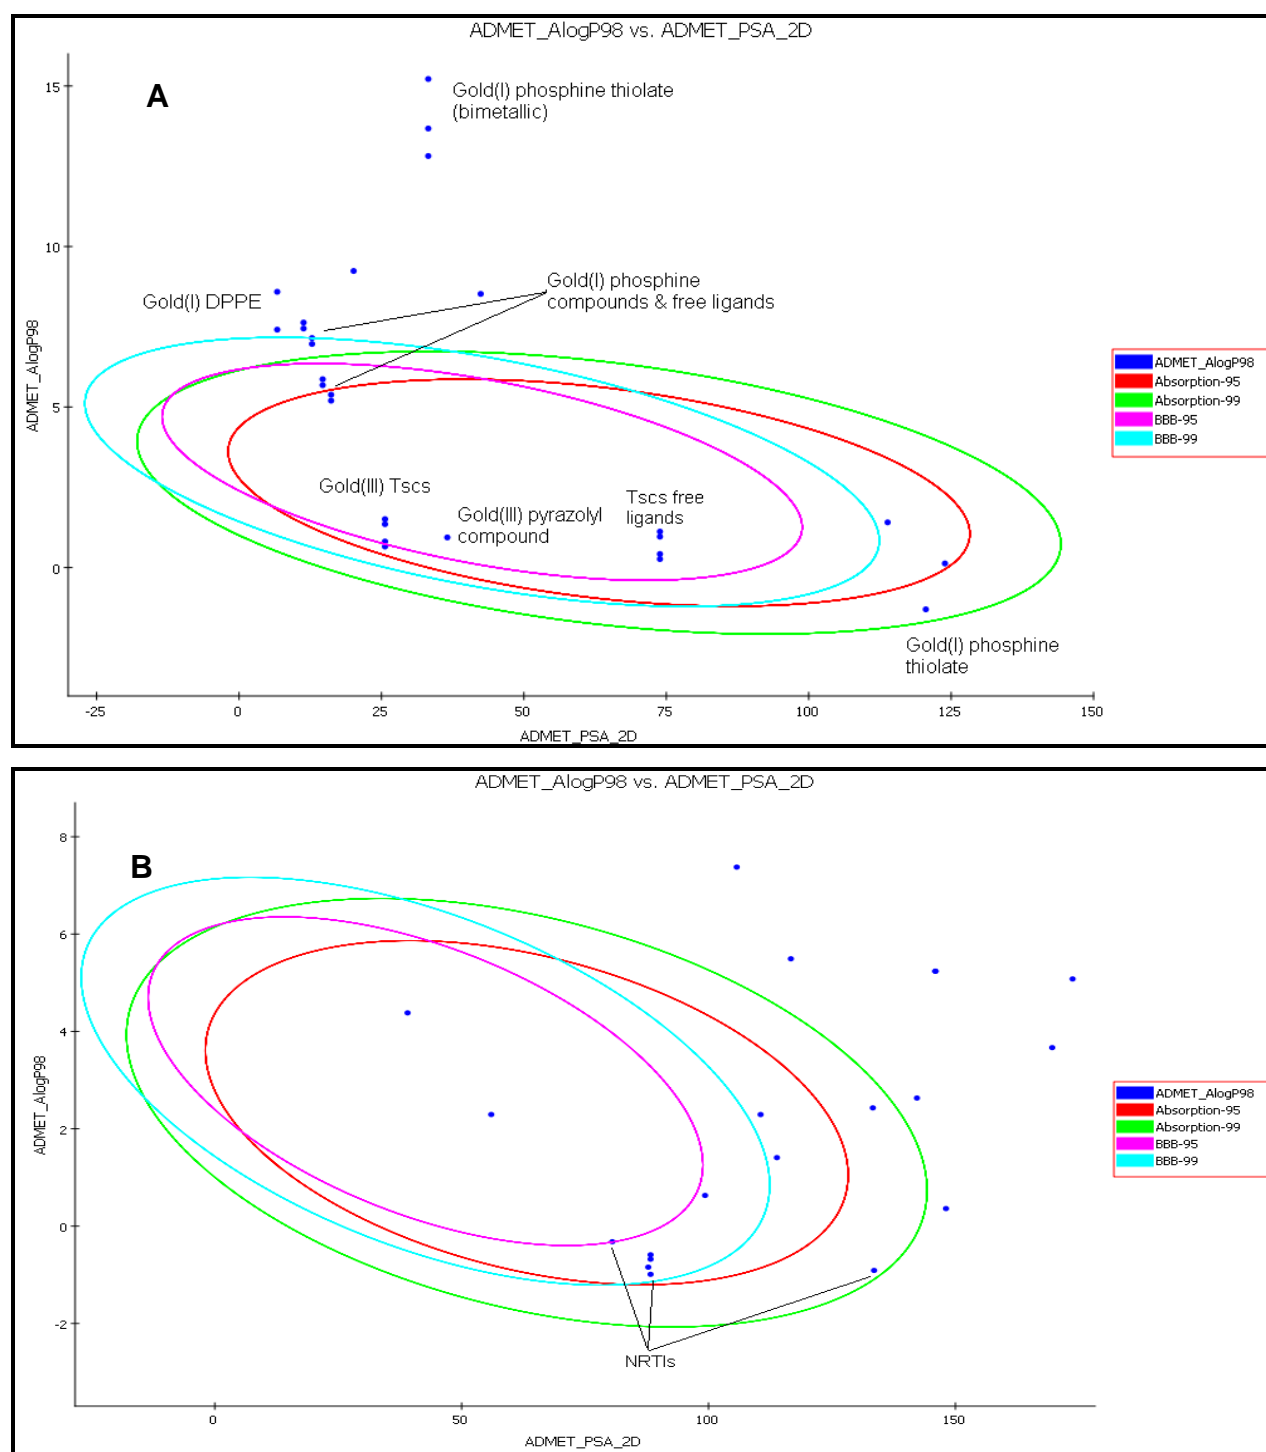 ADMET_AlogP98 vs. ADMET_PSA_2D
A
Gold(I) phosphine thiolate
(bimetallic)
Gold(I) DPPE
Gold(I) phosphine
compounds & free ligands
Gold(III) Tscs
Gold(III) pyrazolyl
compound
Tscs free
ligands
Gold(I) phosphine
thiolate
15
10
5
0
ADMET_AlogP98
-25 0 25 50 75 100 125 150
ADMET_PSA_2D
ADMET_AlogP98
Absorption-95
Absorption-99
BBB-95
BBB-99
ADMET_AlogP98 vs. ADMET_PSA_2D
B
8
6
4
2
0
-2
ADMET_AlogP98
NRTIs
0 50 100 150
ADMET_PSA_2D
ADMET_AlogP98
Absorption-95
Absorption-99
BBB-95
BBB-99